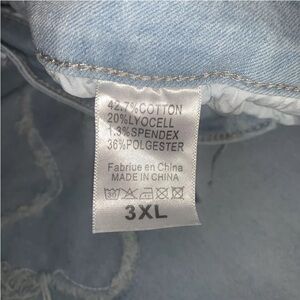 42.7%COTTON
20%LYOCELL
1.3%SPENDEX
36%POLGESTER
Fabriue en China
MADE IN CHINA
3XL